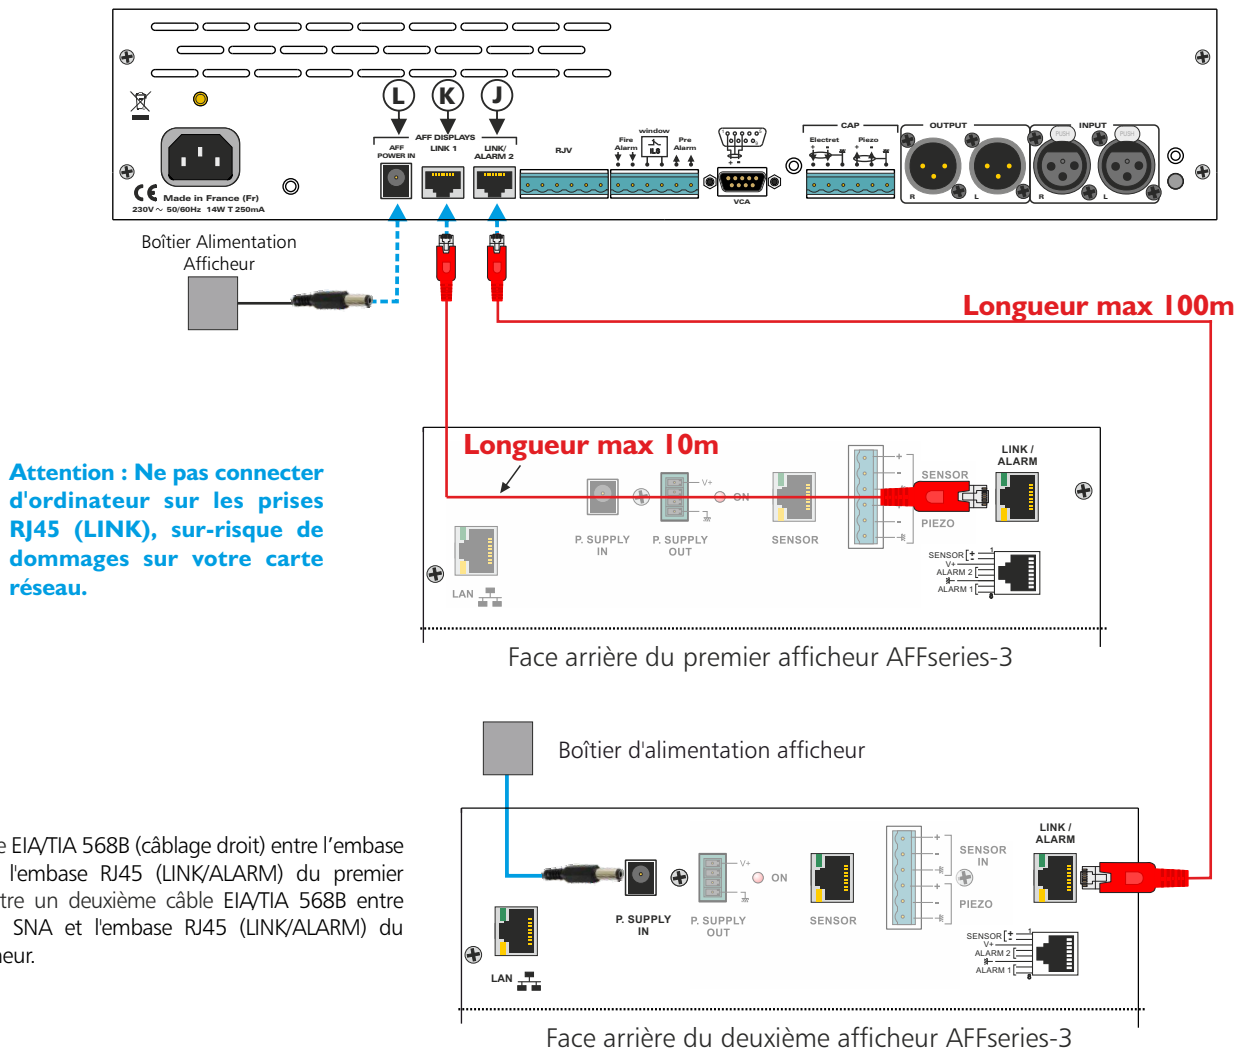 L K J
AFF DISPLAYS
AFF POWER IN
LINK 1
LINK/ ALARM 2
RJV
window
Fire Alarm
Pre Alarm
VCA
CAP
Electret
Piezo
OUTPUT
INPUT
PUSH
PUSH
R L
R L
CE Made in France (Fr)
230V ~ 50/60Hz 14W T 250mA
Boîtier Alimentation
Afficheur
Longueur max 100m
Longueur max 10m
Attention : Ne pas connecter
d'ordinateur sur les prises
RJ45 (LINK), sur-risque de
dommages sur votre carte
réseau.
LINK /
ALARM
SENSOR
V+
ON
P. SUPPLY
IN
P. SUPPLY
OUT
SENSOR
PIEZO
LAN
SENSOR [ + -
1
V+
ALARM 2
ALARM 1
8
Face arrière du premier afficheur AFFseries-3
Boîtier d'alimentation afficheur
e EIA/TIA 568B (câblage droit) entre l’embase
l'embase RJ45 (LINK/ALARM) du premier
tre un deuxième câble EIA/TIA 568B entre
SNA et l'embase RJ45 (LINK/ALARM) du
eur.
LINK /
ALARM
SENSOR
IN
V+
ON
PIEZO
P. SUPPLY
IN
P. SUPPLY
OUT
SENSOR
LAN
SENSOR [ + -
1
V+
ALARM 2
ALARM 1
8
Face arrière du deuxième afficheur AFFseries-3